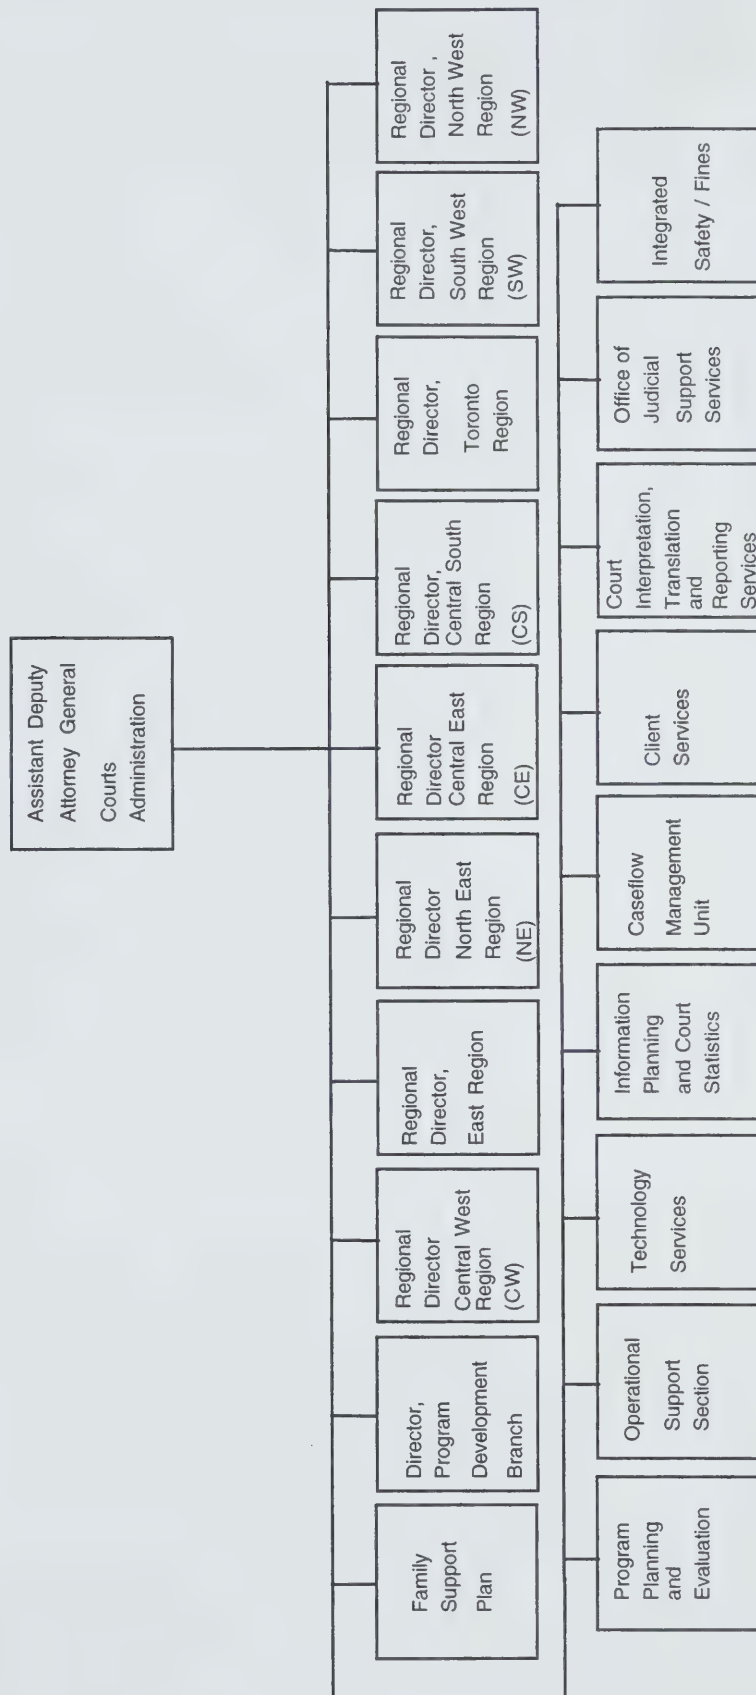 Assistant Deputy
Attorney General
Courts
Administration
Family
Support
Plan
Director,
Program
Development
Branch
Regional
Director
Central West
Region
(CW)
Regional
Director,
East Region
Regional
Director
North East
Region
(NE)
Regional
Director
Central East
Region
(CE)
Regional
Director,
Central South
Region
(CS)
Regional
Director,
Toronto
Region
Regional
Director,
South West
Region
(SW)
Regional
Director ,
North West
Region
(NW)
Program
Planning
and
Evaluation
Operational
Support
Section
Technology
Services
Information
Planning
and Court
Statistics
Caseflow
Management
Unit
Client
Services
Court
Interpretation,
Translation
and
Reporting
Services
Office of
Judicial
Support
Services
Integrated
Safety / Fines